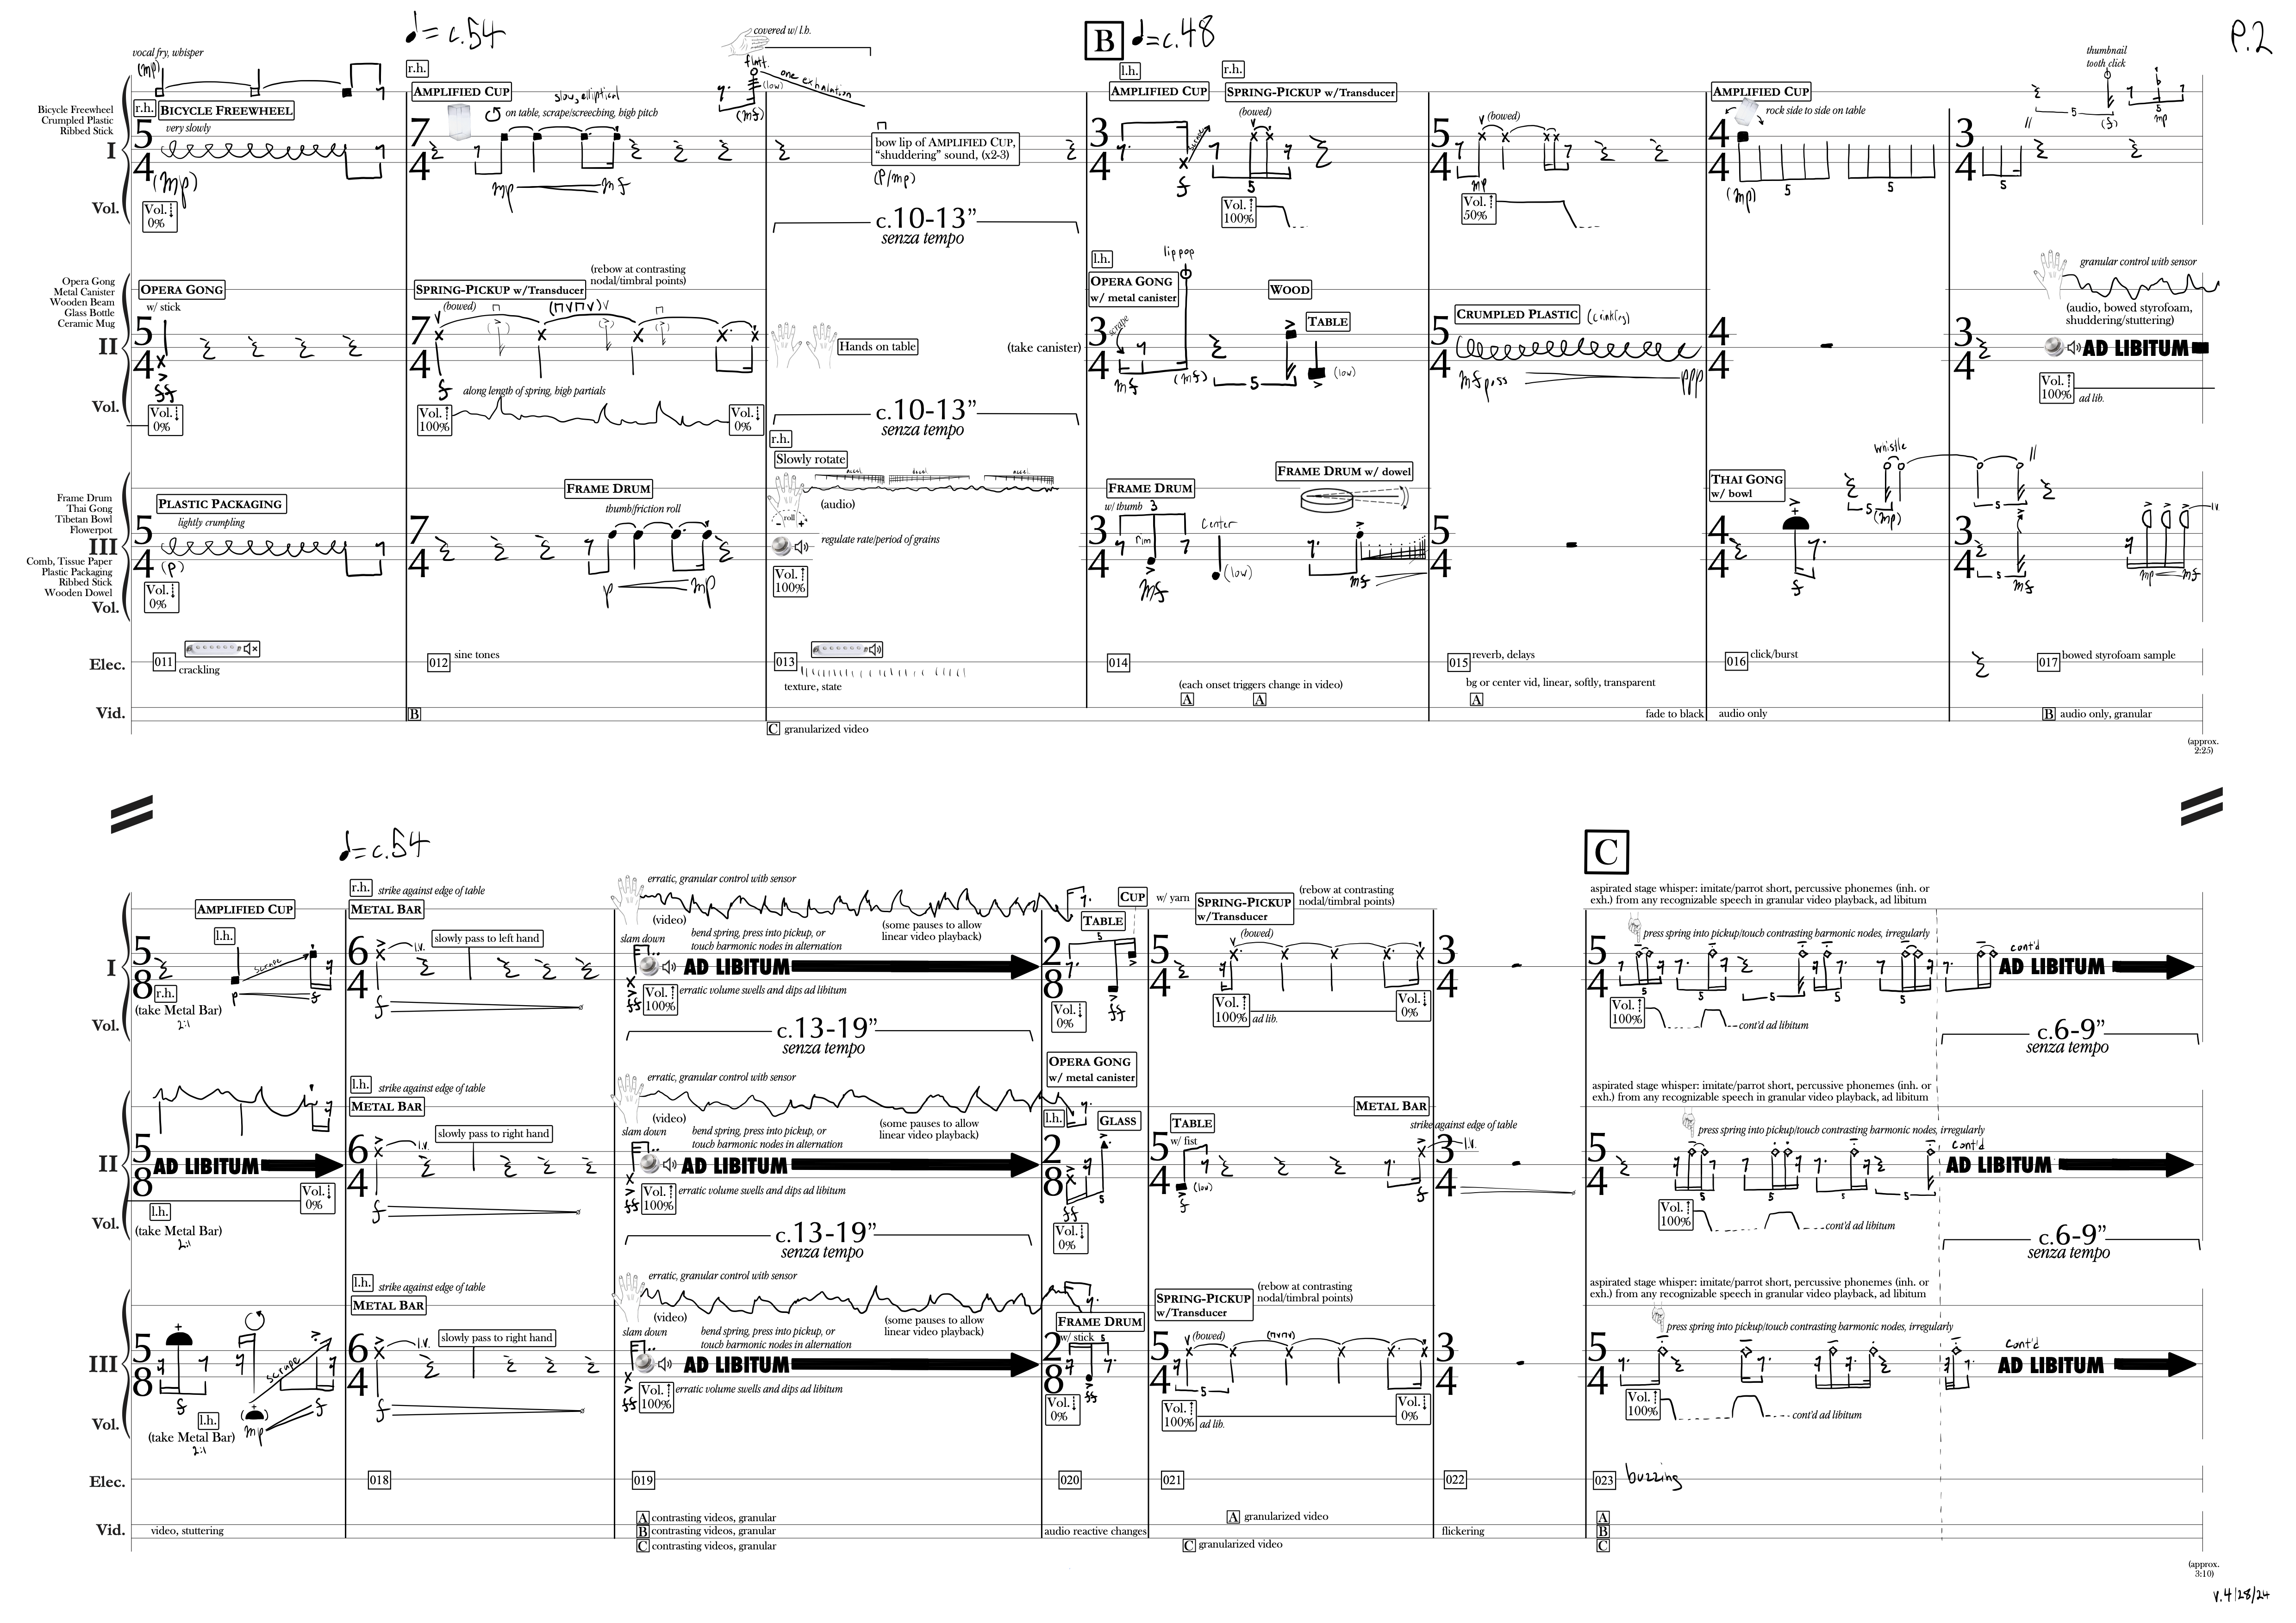 P.2
♩= c.54
vocal fry, whisper
(mp)
covered w/ l.h.
flatt.
(low)
one exhalation
(mf)
B ♩=c.48
thumbnail
tooth click
5
(f)
mp
Bicycle Freewheel
Crumpled Plastic
Ribbed Stick
I
Vol.
r.h. BICYCLE FREEWHEEL
very slowly
5
4
(mp)
Vol.
0%
r.h.
AMPLIFIED CUP
slow, elliptical
on table, scrape/screeching, high pitch
7
4
mp mf
bow lip of AMPLIFIED CUP,
“shuddering” sound, (x2-3)
(p/mp)
c.10-13”
senza tempo
l.h.
AMPLIFIED CUP
r.h.
SPRING-PICKUP w/Transducer
(bowed)
3
4
scrape
f
5
Vol.
100%
5
4
(bowed)
mp
Vol.
50%
AMPLIFIED CUP
rock side to side on table
4
4
(mp)
5
5
3
4
5
Opera Gong
Metal Canister
Wooden Beam
Glass Bottle
Ceramic Mug
II
Vol.
OPERA GONG
w/ stick
5
4
ff
Vol.
0%
SPRING-PICKUP w/Transducer
(rebow at contrasting
nodal/timbral points)
(bowed)
7
4
f
along length of spring, high partials
Vol.
100%
Vol.
0%
Hands on table
(take canister)
c.10-13”
senza tempo
l.h.
lip pop
OPERA GONG
w/ metal canister
WOOD
TABLE
scrape
3
4
mf
(mf)
5
(low)
CRUMPLED PLASTIC (crinkly)
5
4
mf poss ppp
4
4
3
4
granular control with sensor
(audio, bowed styrofoam,
shuddering/stuttering)
AD LIBITUM
Vol.
100%
ad lib.
Frame Drum
Thai Gong
Tibetan Bowl
Flowerpot
III
Comb, Tissue Paper
Plastic Packaging
Ribbed Stick
Wooden Dowel
Vol.
PLASTIC PACKAGING
lightly crumpling
5
4
(p)
Vol.
0%
FRAME DRUM
thumb/friction roll
7
4
p mp
r.h.
Slowly rotate
accel. accel.
(audio)
roll
- +
regulate rate/period of grains
Vol.
100%
FRAME DRUM
w/ thumb 3
rim
center
3
4
mf
(low)
FRAME DRUM w/ dowel
mf
5
4
THAI GONG
w/ bowl
whistle
4
4
f
5
(mp)
3
4
5
5
mf
mp mf
Elec.
011 crackling
012 sine tones
013
texture, state
014
(each onset triggers change in video)
A A
015 reverb, delays
bg or center vid, linear, softly, transparent
A
016 click/burst
017 bowed styrofoam sample
Vid.
B
C granularized video
fade to black
audio only
B audio only, granular
(approx.
2:25)
♩=c.54
C
AMPLIFIED CUP
l.h.
I
5
8
scrape
p f
r.h.
(take Metal Bar)
2:1
Vol.
r.h. strike against edge of table
METAL BAR
6
4
l.v.
slowly pass to left hand
f
erratic, granular control with sensor
(video)
(some pauses to allow
linear video playback)
slam down
bend spring, press into pickup, or
touch harmonic nodes in alternation
AD LIBITUM
ff
Vol.
100%
erratic volume swells and dips ad libitum
c.13-19”
senza tempo
CUP
TABLE
5
2
8
ff
Vol.
0%
w/ yarn
SPRING-PICKUP
w/Transducer
(rebow at contrasting
nodal/timbral points)
(bowed)
5
4
Vol.
100%
ad lib.
Vol.
0%
3
4
aspirated stage whisper: imitate/parrot short, percussive phonemes (inh. or
exh.) from any recognizable speech in granular video playback, ad libitum
press spring into pickup/touch contrasting harmonic nodes, irregularly
5
4
5
5
5
5
5
cont'd
AD LIBITUM
Vol.
100%
cont'd ad libitum
c.6-9”
senza tempo
II
5
8
AD LIBITUM
Vol.
0%
l.h.
(take Metal Bar)
2:1
Vol.
l.h. strike against edge of table
METAL BAR
6
4
l.v.
slowly pass to right hand
f
erratic, granular control with sensor
(video)
(some pauses to allow
linear video playback)
slam down
bend spring, press into pickup, or
touch harmonic nodes in alternation
AD LIBITUM
ff
Vol.
100%
erratic volume swells and dips ad libitum
c.13-19”
senza tempo
OPERA GONG
w/ metal canister
l.h.
GLASS
2
8
5
ff
Vol.
0%
TABLE
w/ fist
5
4
(low)
f
METAL BAR
strike against edge of table
l.v.
f
3
4
aspirated stage whisper: imitate/parrot short, percussive phonemes (inh. or
exh.) from any recognizable speech in granular video playback, ad libitum
press spring into pickup/touch contrasting harmonic nodes, irregularly
5
4
5
5
5
5
cont'd
AD LIBITUM
Vol.
100%
cont'd ad libitum
c.6-9”
senza tempo
III
5
8
scrape
f
l.h.
(take Metal Bar)
2:1
mp f
Vol.
l.h. strike against edge of table
METAL BAR
6
4
l.v.
slowly pass to right hand
f
erratic, granular control with sensor
(video)
(some pauses to allow
linear video playback)
slam down
bend spring, press into pickup, or
touch harmonic nodes in alternation
AD LIBITUM
ff
Vol.
100%
erratic volume swells and dips ad libitum
FRAME DRUM
w/ stick 5
2
8
ff
Vol.
0%
SPRING-PICKUP
w/Transducer
(rebow at contrasting
nodal/timbral points)
(bowed)
5
4
5
Vol.
100%
ad lib.
Vol.
0%
3
4
aspirated stage whisper: imitate/parrot short, percussive phonemes (inh. or
exh.) from any recognizable speech in granular video playback, ad libitum
press spring into pickup/touch contrasting harmonic nodes, irregularly
5
4
cont'd
AD LIBITUM
Vol.
100%
cont'd ad libitum
Elec.
018
019
020
021
022
023 buzzing
Vid.
video, stuttering
A contrasting videos, granular
B contrasting videos, granular
C contrasting videos, granular
audio reactive changes
A granularized video
C granularized video
flickering
A
B
C
(approx.
3:10)
v. 4/28/24